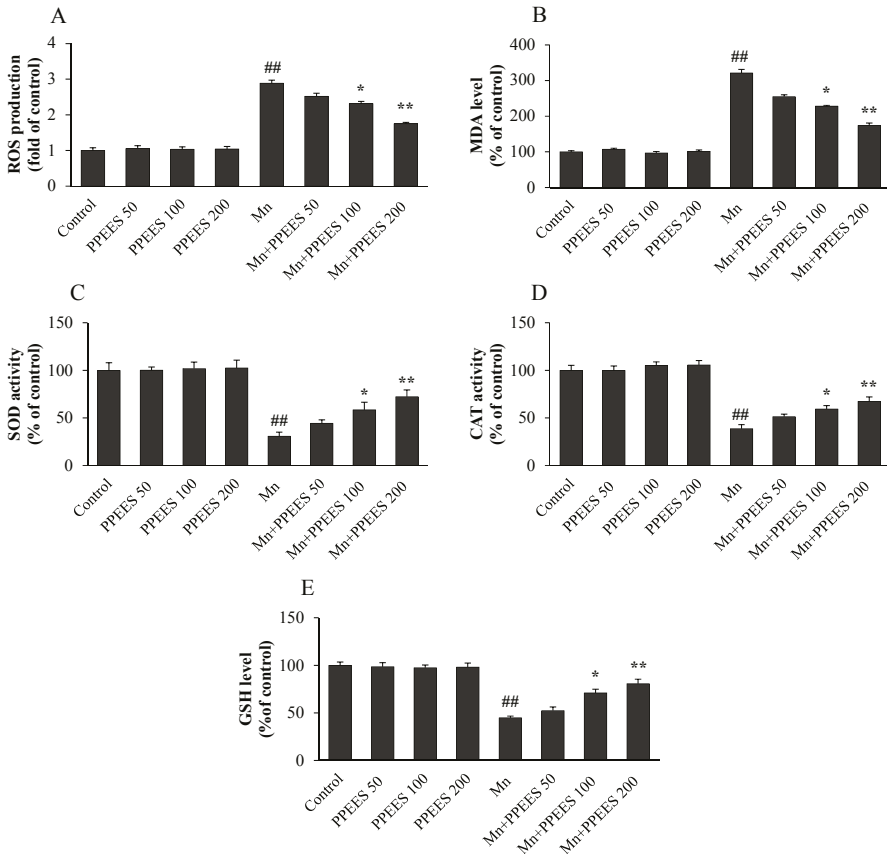 A
ROS production
(fold of control)
4
3
2
1
0
##
*
**
Control
PPEES 50
PPEES 100
PPEES 200
Mn
Mn+PPEES 50
Mn+PPEES 100
Mn+PPEES 200
B
MDA level
(% of control)
400
300
200
100
0
##
*
**
Control
PPEES 50
PPEES 100
PPEES 200
Mn
Mn+PPEES 50
Mn+PPEES 100
Mn+PPEES 200
C
SOD activity
(% of control)
150
100
50
0
##
*
**
Control
PPEES 50
PPEES 100
PPEES 200
Mn
Mn+PPEES 50
Mn+PPEES 100
Mn+PPEES 200
D
CAT activity
(% of control)
150
100
50
0
##
*
**
Control
PPEES 50
PPEES 100
PPEES 200
Mn
Mn+PPEES 50
Mn+PPEES 100
Mn+PPEES 200
E
GSH level
(%of control)
150
100
50
0
##
*
**
Control
PPEES 50
PPEES 100
PPEES 200
Mn
Mn+PPEES 50
Mn+PPEES 100
Mn+PPEES 200